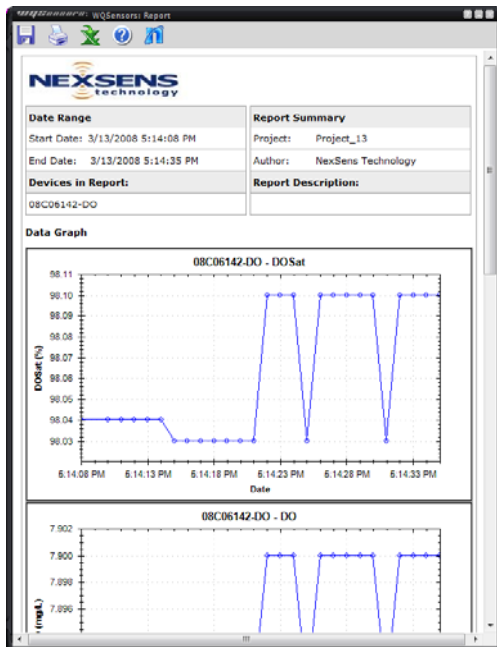 WQSensors: WQSensors: Report
NEXSENS
technology
Date Range
Report Summary
Start Date: 3/13/2008 5:14:08 PM
Project: Project_13
End Date: 3/13/2008 5:14:35 PM
Author: NexSens Technology
Devices in Report:
Report Description:
08C06142-DO
Data Graph
08C06142-DO - DOSat
98.11
98.10
98.09
98.08
98.07
98.06
98.05
98.04
98.03
DOSat (%)
5:14:08 PM 5:14:13 PM 5:14:18 PM 5:14:23 PM 5:14:28 PM 5:14:33 PM
Date
08C06142-DO - DO
7.902
7.900
7.898
7.896
(mg/L)